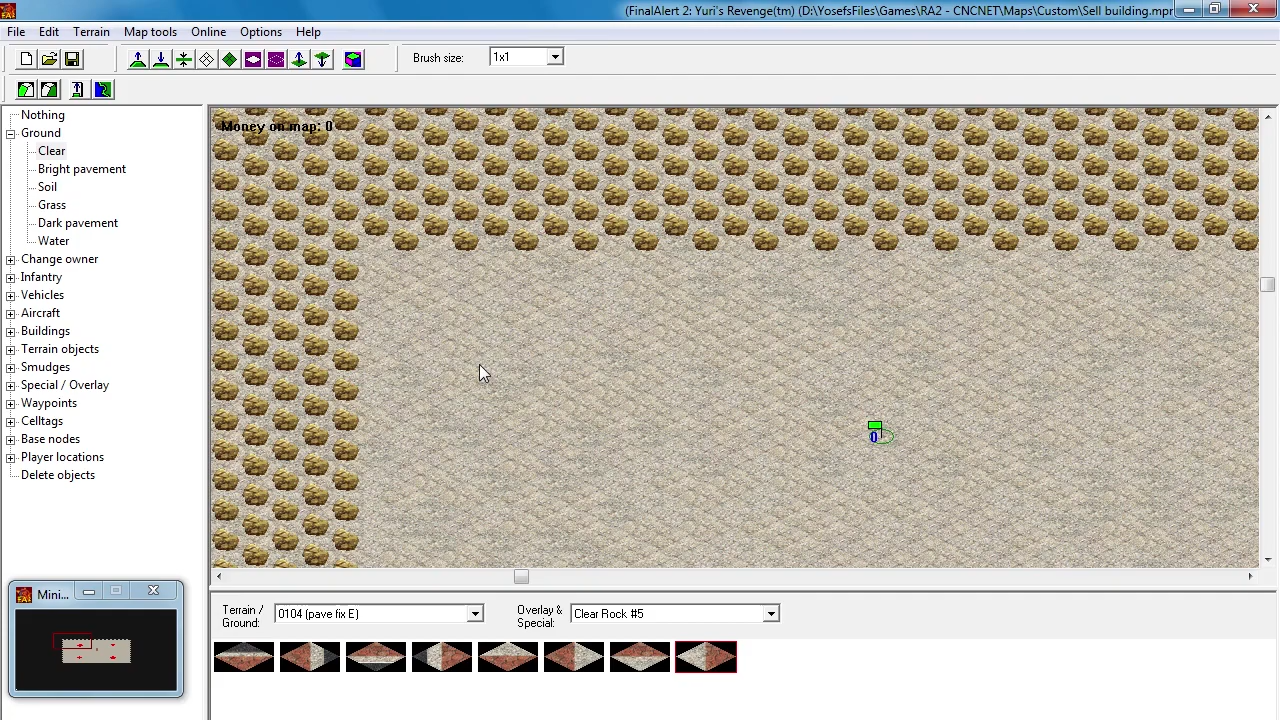 (FinalAlert 2: Yuri's Revenge(tm) (D:\YosefsFiles\Games\RA2 - CNCNET\Maps\Custom\Sell building.mpr
File Edit Terrain Map tools Online Options Help
Brush size: 1x1
Nothing
Ground
Clear
Bright pavement
Soil
Grass
Dark pavement
Water
Change owner
Infantry
Vehicles
Aircraft
Buildings
Terrain objects
Smudges
Special / Overlay
Waypoints
Celltags
Base nodes
Player locations
Delete objects
Money on map: 0
0
Mini...
Terrain / Ground: 0104 (pave fix E)
Overlay & Special: Clear Rock #5